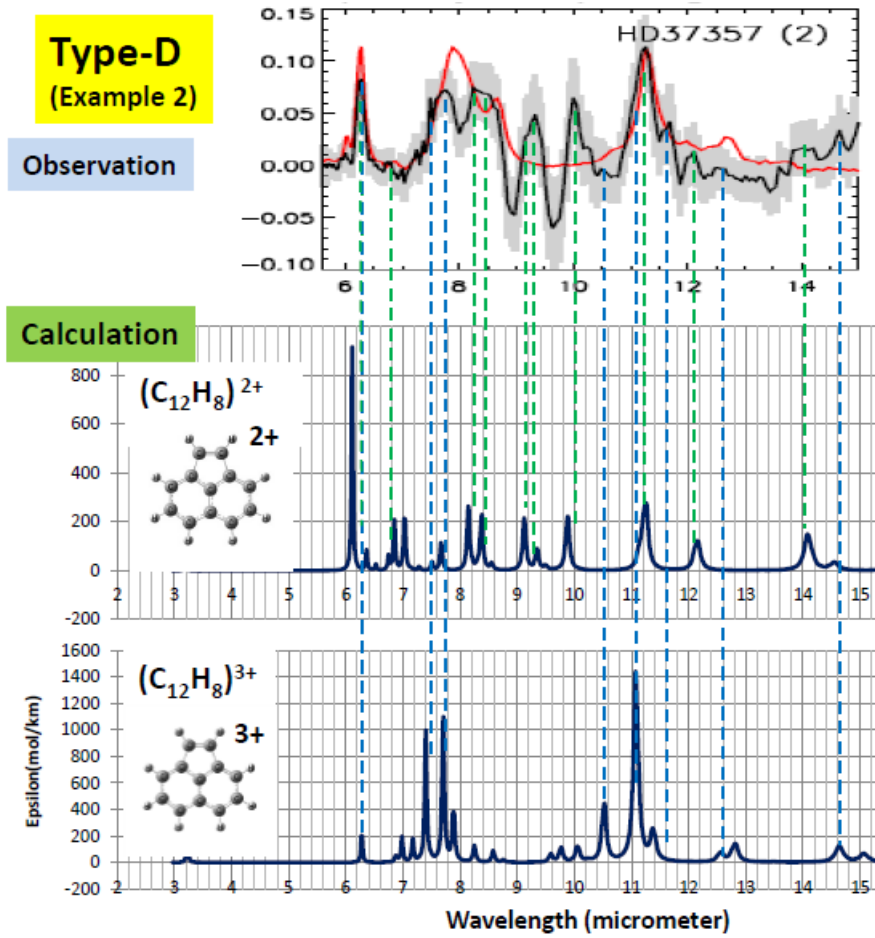 Type-D
(Example 2)
Observation
HD37357 (2)
0.15
0.10
0.05
0.00
−0.05
−0.10
6 8 10 12 14
Calculation
(C12H8) 2+
2+
800
600
400
200
0
-200
2 3 4 5 6 7 8 9 10 11 12 13 14 15
(C12H8)3+
3+
Epsilon(mol/km)
1600
1400
1200
1000
800
600
400
200
0
-200
2 3 4 5 6 7 8 9 10 11 12 13 14 15
Wavelength (micrometer)